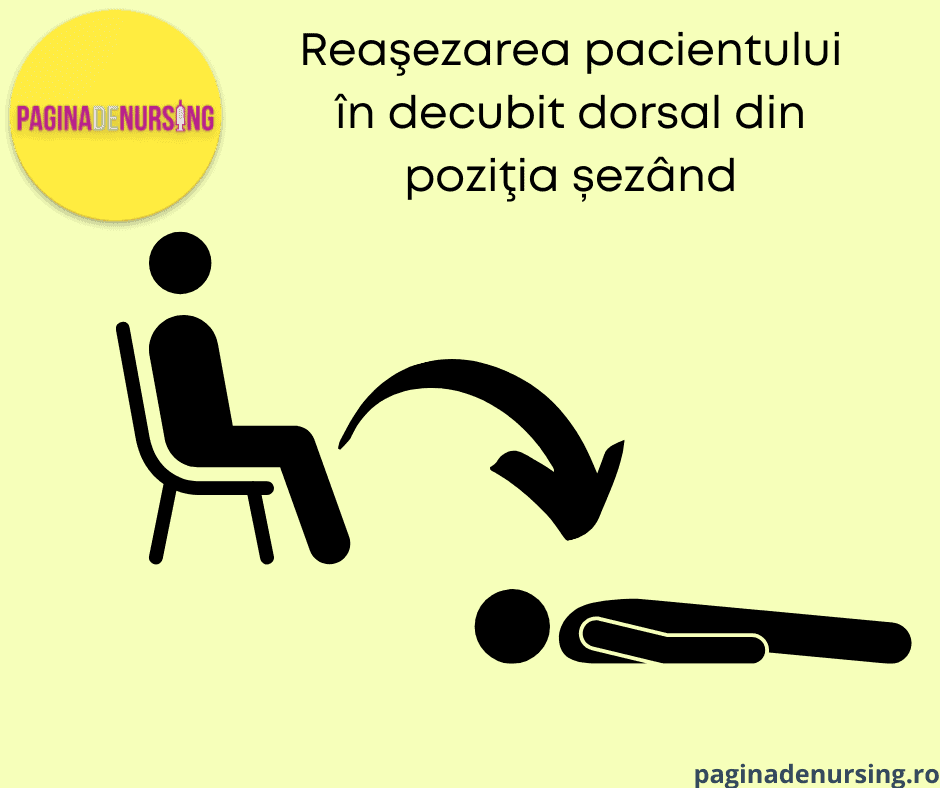 PAGINADENURSING
Reaşezarea pacientului
în decubit dorsal din
poziţia șezând
paginadenursing.ro